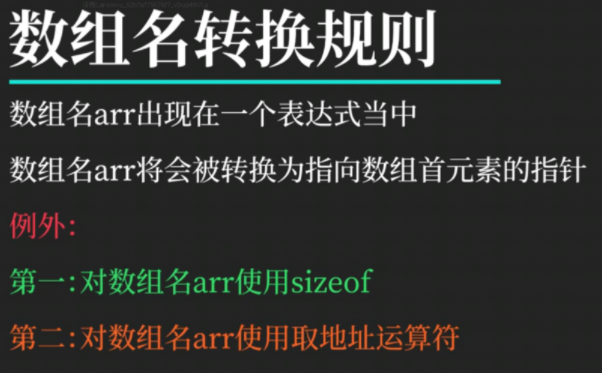 数组名转换规则
数组名arr出现在一个表达式当中
数组名arr将会被转换为指向数组首元素的指针
例外:
第一:对数组名arr使用sizeof
第二:对数组名arr使用取地址运算符